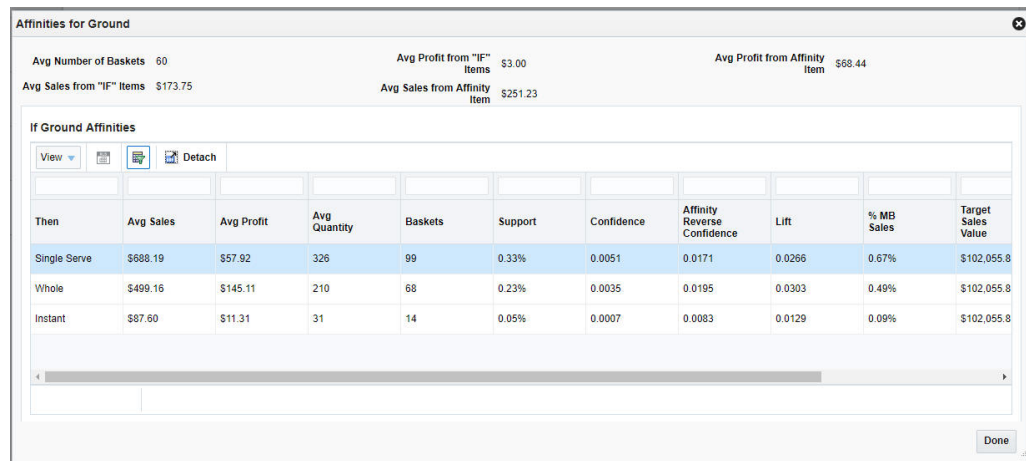 Affinities for Ground
Avg Number of Baskets 60
Avg Profit from "IF" Items $3.00
Avg Profit from Affinity Item $68.44
Avg Sales from "IF" Items $173.75
Avg Sales from Affinity Item $251.23
If Ground Affinities
View Detach
Then Avg Sales Avg Profit Avg Quantity Baskets Support Confidence Affinity Reverse Confidence Lift % MB Sales Target Sales Value
Single Serve $688.19 $57.92 326 99 0.33% 0.0051 0.0171 0.0266 0.67% $102,055.8
Whole $499.16 $145.11 210 68 0.23% 0.0035 0.0195 0.0303 0.49% $102,055.8
Instant $87.60 $11.31 31 14 0.05% 0.0007 0.0083 0.0129 0.09% $102,055.8
Done